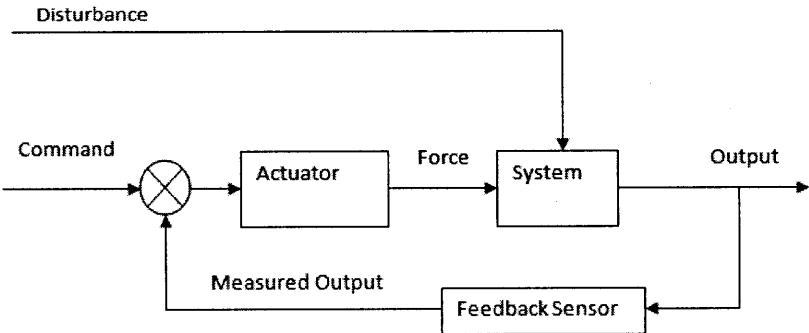 Disturbance
Command
Actuator
Force
System
Output
Measured Output
Feedback Sensor